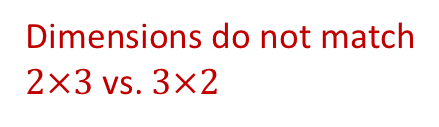 Dimensions do not match
2×3 vs. 3×2